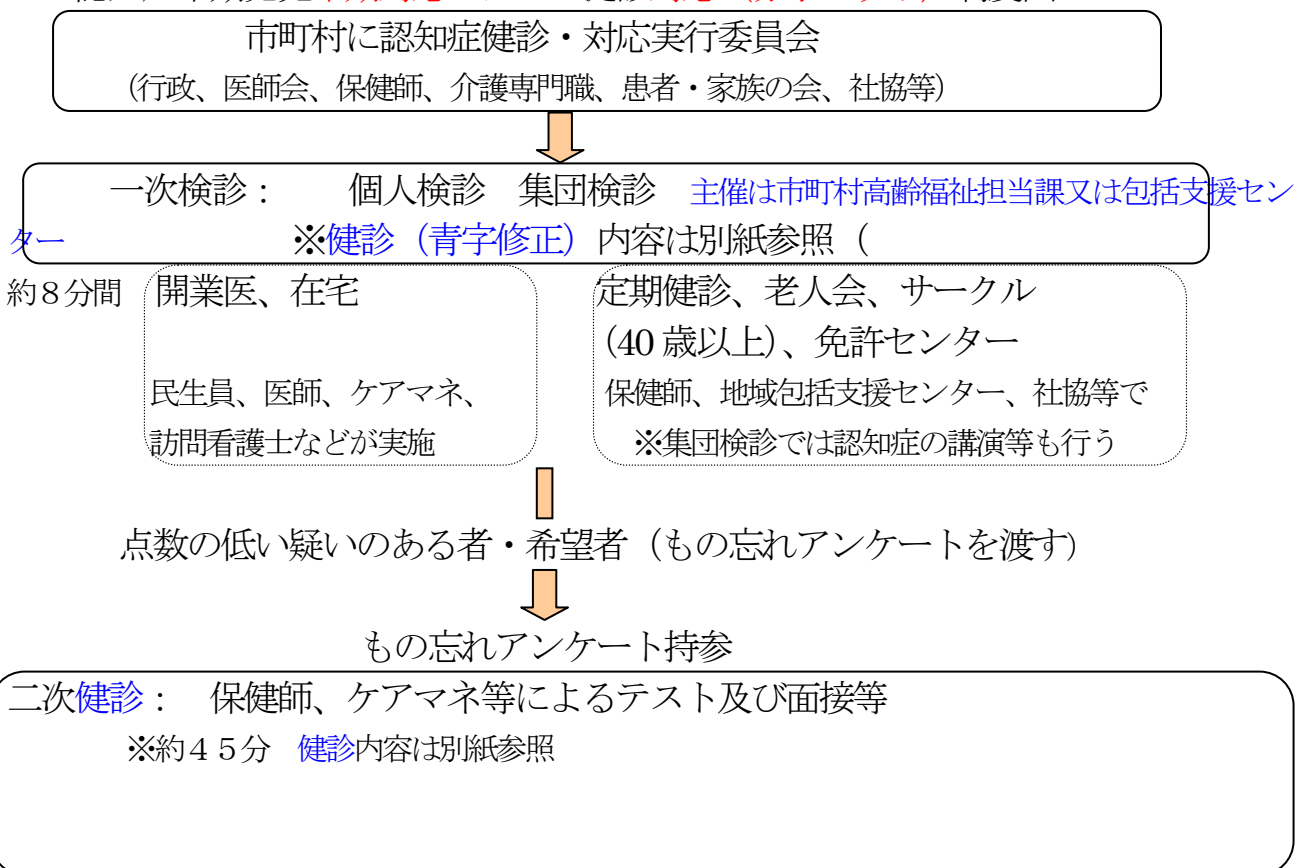 市町村に認知症健診・対応実行委員会
(行政、医師会、保健師、介護専門職、患者・家族の会、社協等)
一次検診： 個人検診 集団検診 主催は市町村高齢福祉担当課又は包括支援セン
ター ※健診（青字修正）内容は別紙参照（
約８分間 開業医、在宅
民生員、医師、ケアマネ、
訪問看護士などが実施
定期健診、老人会、サークル
（40 歳以上）、免許センター
保健師、地域包括支援センター、社協等で
※集団検診では認知症の講演等も行う
点数の低い疑いのある者・希望者（もの忘れアンケートを渡す）
もの忘れアンケート持参
二次健診： 保健師、ケアマネ等によるテスト及び面接等
※約４５分 健診内容は別紙参照